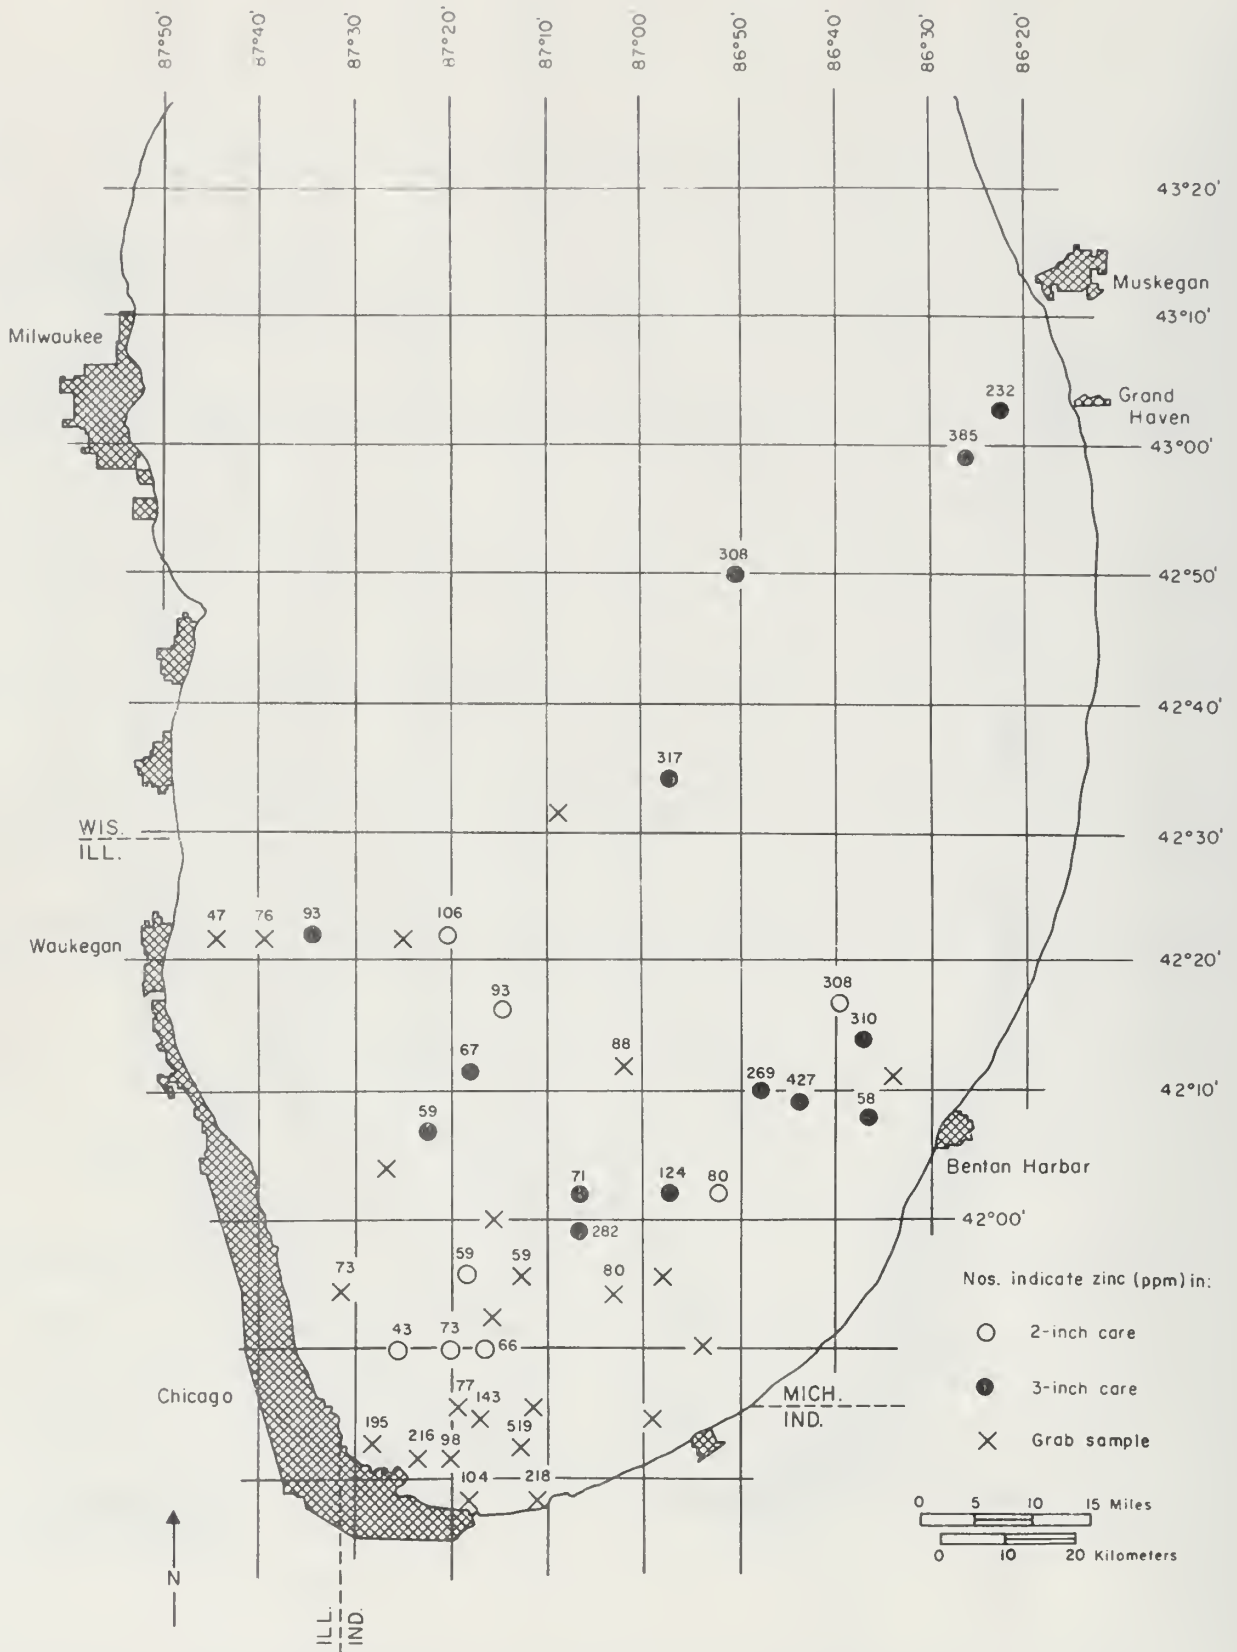 87°50'
87°40'
87°30'
87°20'
87°10'
87°00'
86°50'
86°40'
86°30'
86°20'
43°20'
Muskegan
43°10'
Milwaukee
232
Grand
Haven
385
43°00'
308
42°50'
42°40'
317
WIS.
ILL.
42°30'
47
76
93
106
Waukegan
42°20'
93
308
310
67
88
269
427
58
42°10'
59
Bentan Harbar
71
124
80
42°00'
282
73
59
59
80
Nos. indicate zinc (ppm) in:
2-inch care
43
73
66
3-inch care
Chicago
MICH.
IND.
77
143
195
216
98
519
Grab sample
104
218
0 5 10 15 Miles
0 10 20 Kilometers
N
ILL.
IND.